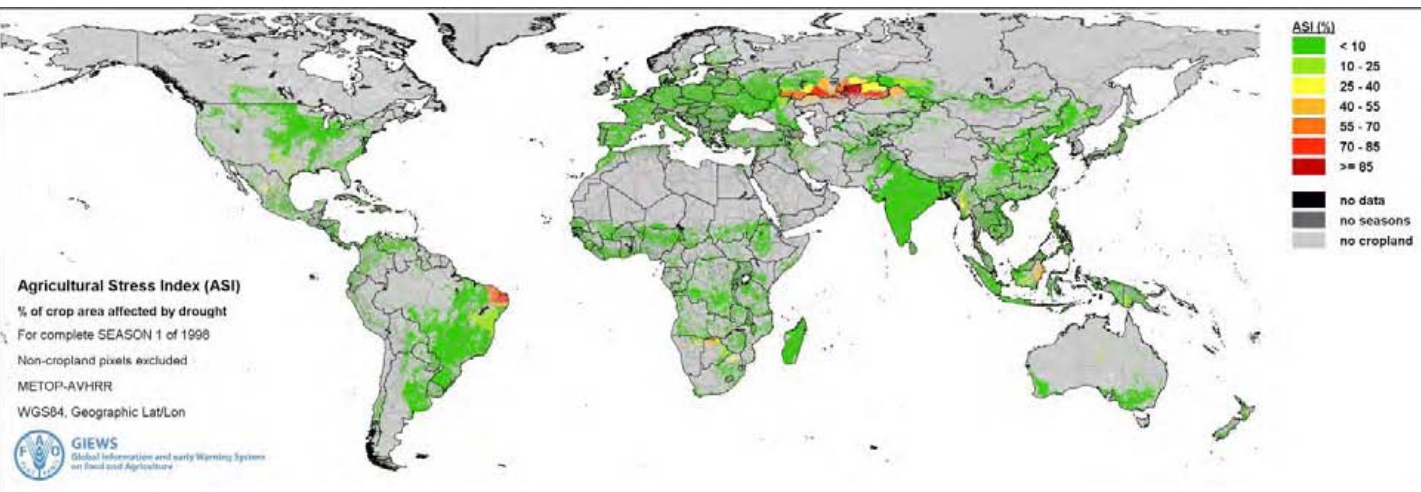 ASI (%)
< 10
10 - 25
25 - 40
40 - 55
55 - 70
70 - 85
>= 85
no data
no seasons
no cropland
Agricultural Stress Index (ASI)
% of crop area affected by drought
For complete SEASON 1 of 1998
Non-cropland pixels excluded
METOP-AVHRR
WGS84, Geographic Lat/Lon
FAO
GIEWS
Global Information and early Warning System
on Food and Agriculture